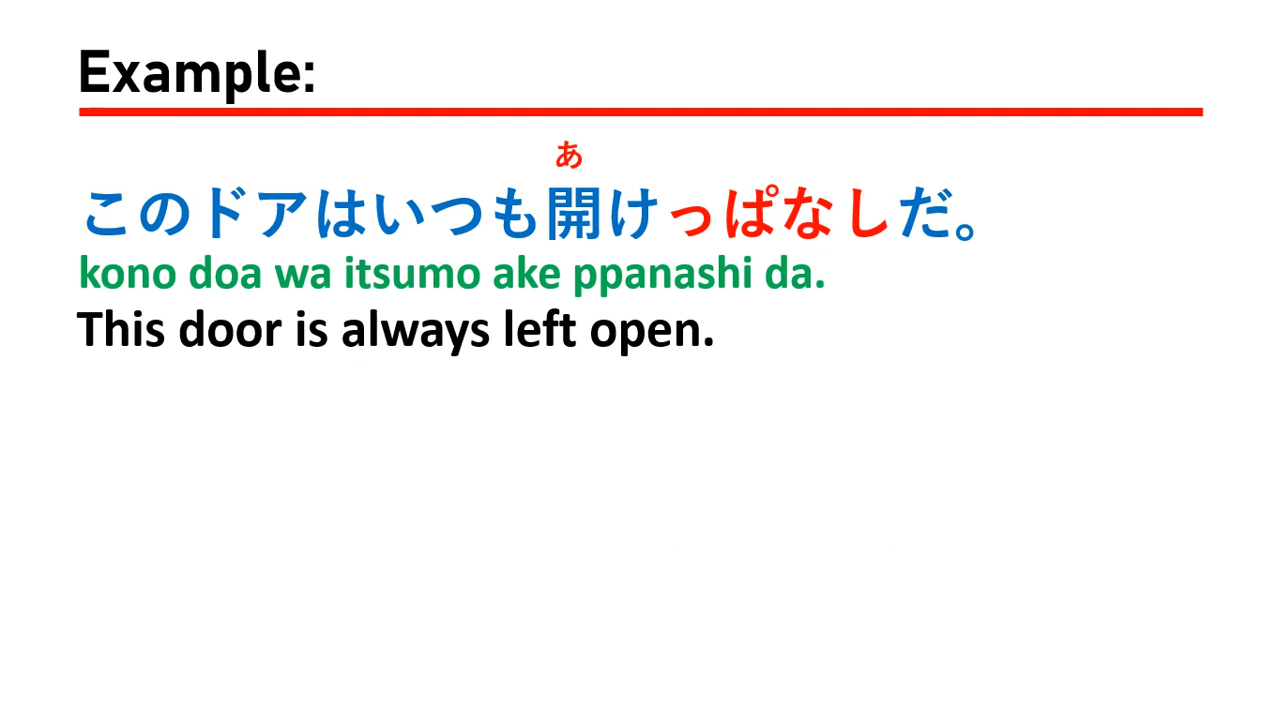 Example:
あ
このドアはいつも開けっぱなしだ。
kono doa wa itsumo ake ppanashi da.
This door is always left open.